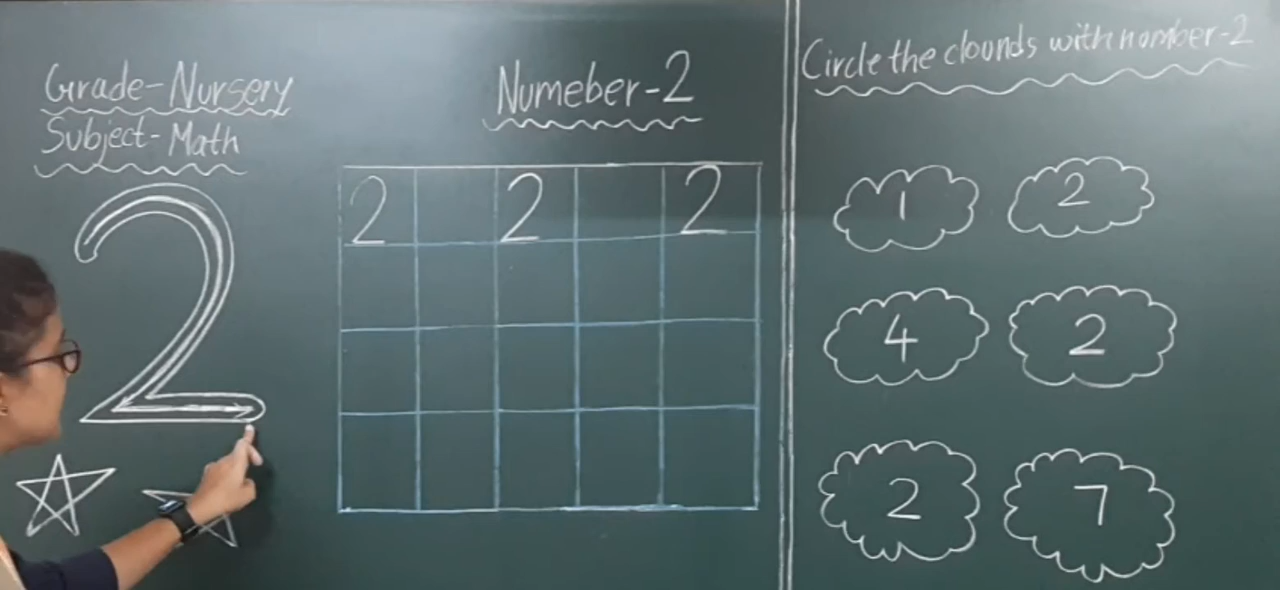 Grade-Nursery
Subject-Math
2
Numeber-2
2 2 2
Circle the clounds with nomber-2
1 2
4 2
2 7